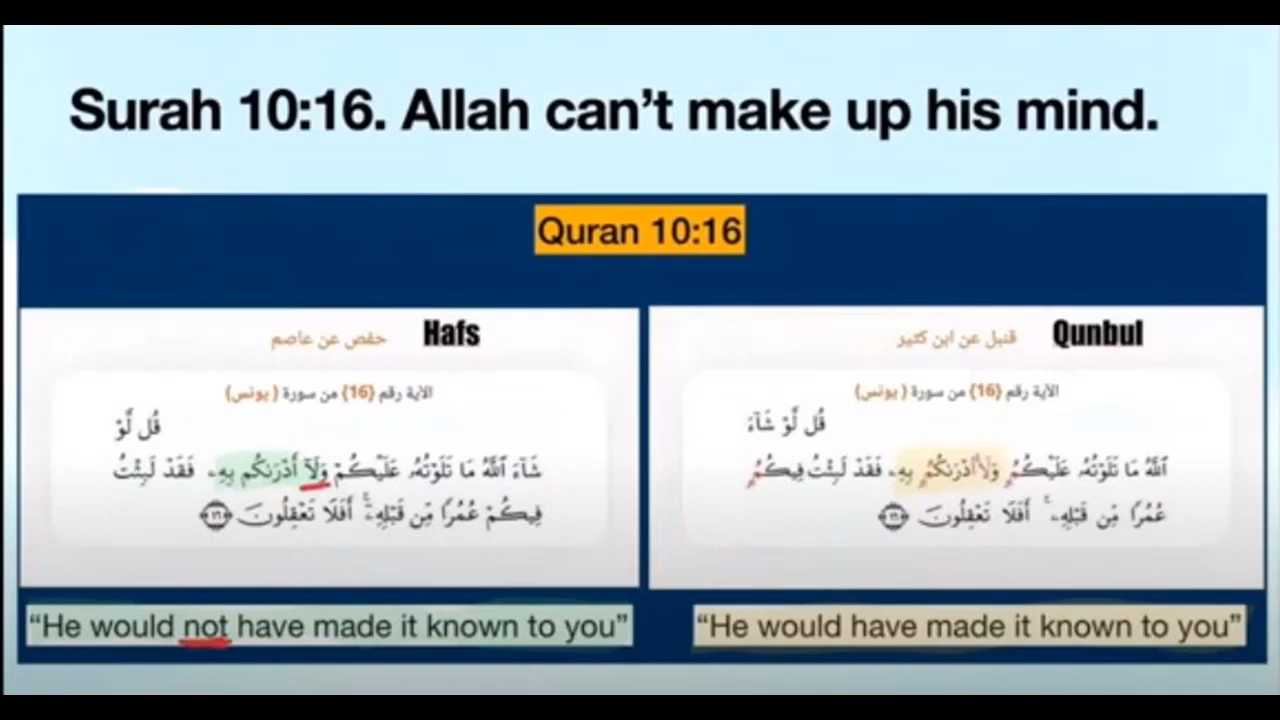 Surah 10:16. Allah can’t make up his mind.
Quran 10:16
حفص عن عاصم Hafs
الآية رقم {16} من سورة ( يونس)
قُل لَّوْ
شَآءَ ٱللَّهُ مَا تَلَوْتُهُۥ عَلَيْكُمْ وَلَآ أَدْرَىٰكُم بِهِۦ فَقَدْ لَبِثْتُ
فِيكُمْ عُمُرًا مِّن قَبْلِهِۦٓ ۚ أَفَلَا تَعْقِلُونَ ١٦
“He would not have made it known to you”
قنبل عن ابن كثير Qunbul
الآية رقم {16} من سورة ( يونس)
قُل لَّوْ شَآءَ
ٱللَّهُ مَا تَلَوْتُهُۥ عَلَيْكُمُۥ وَلَأَدْرَىٰكُمُۥ بِهِۦ فَقَدْ لَبِثْتُ فِيكُمُۥ
عُمُرًا مِّن قَبْلِهِۦ ۚ أَفَلَا تَعْقِلُونَ
“He would have made it known to you”